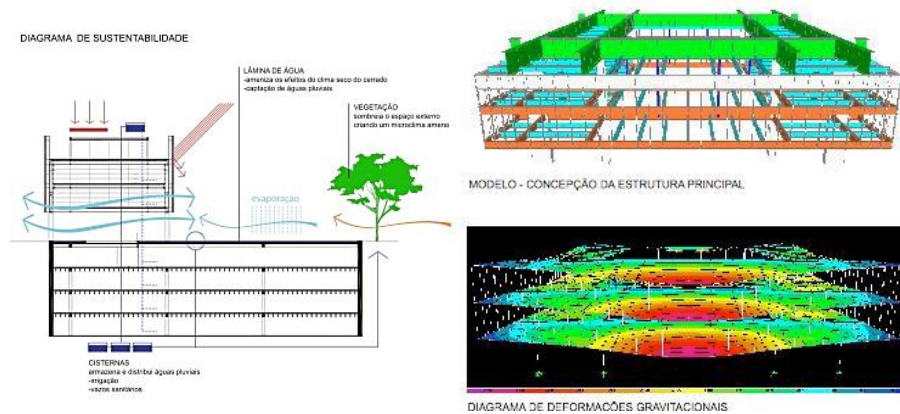 DIAGRAMA DE SUSTENTABILIDADE
LÂMINA DE ÁGUA
-ameniza os efeitos do clima seco do cerrado
-captação de águas pluviais
VEGETAÇÃO
sombreia o espaço externo
criando um microclima ameno
evaporação
CISTERNAS
armazena e distribui águas pluviais
-irrigação
-vazos sanitários
MODELO - CONCEPÇÃO DA ESTRUTURA PRINCIPAL
DIAGRAMA DE DEFORMAÇÕES GRAVITACIONAIS